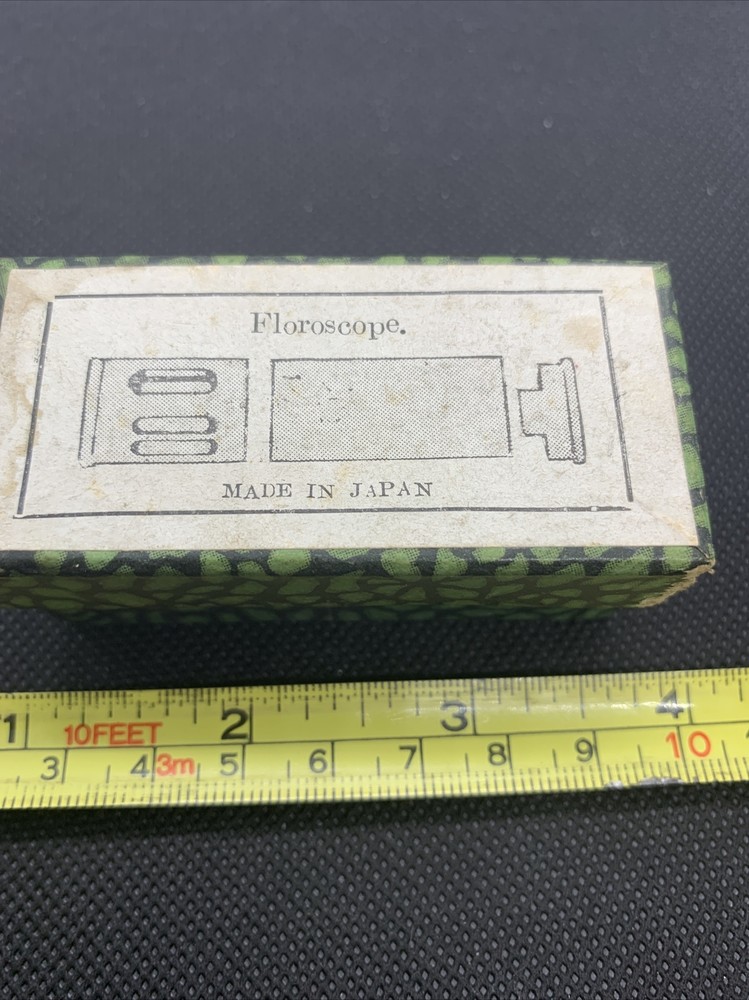 Floroscope.
MADE IN JAPAN
1 10FEET 2 3 4
3 4 3m 5 6 7 8 9 10